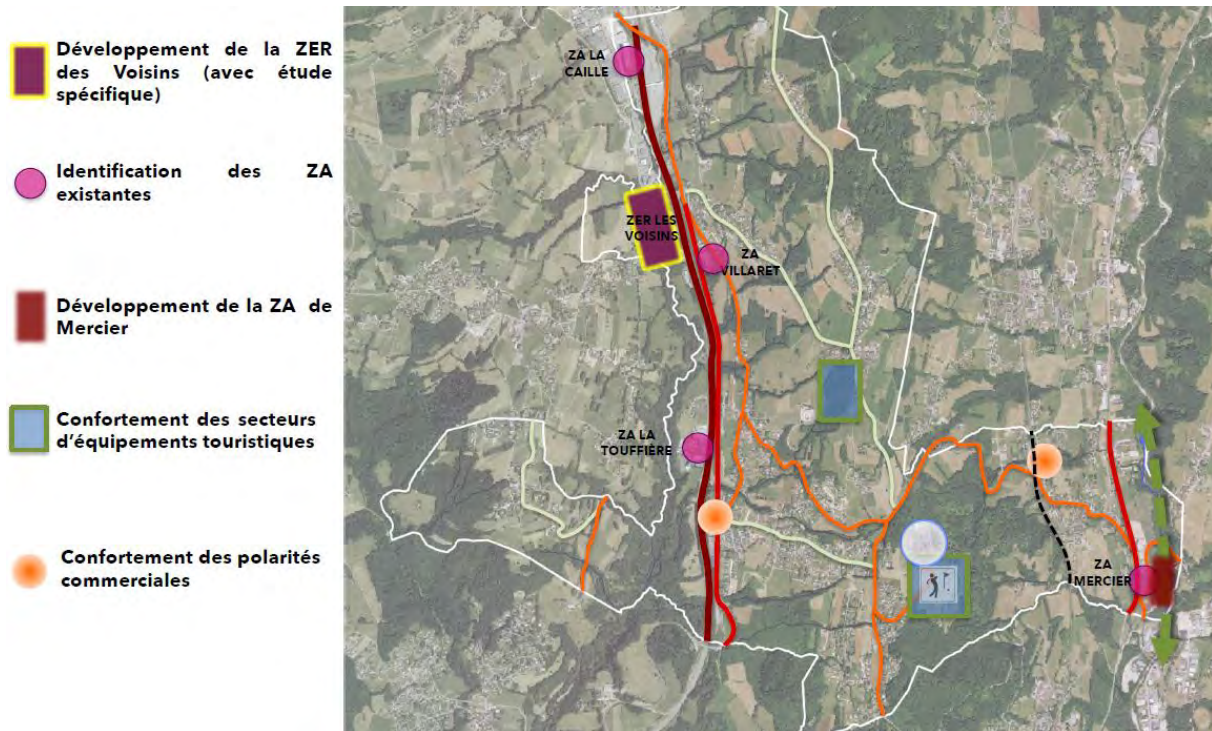 Développement de la ZER
des Voisins (avec étude
spécifique)
Identification des ZA
existantes
Développement de la ZA de
Mercier
Confortement des secteurs
d'équipements touristiques
Confortement des polarités
commerciales
ZA LA
CAILLE
ZER LES
VOISINS
ZA
VILLARET
ZA LA
TOUFFIÈRE
ZA
MERCIER